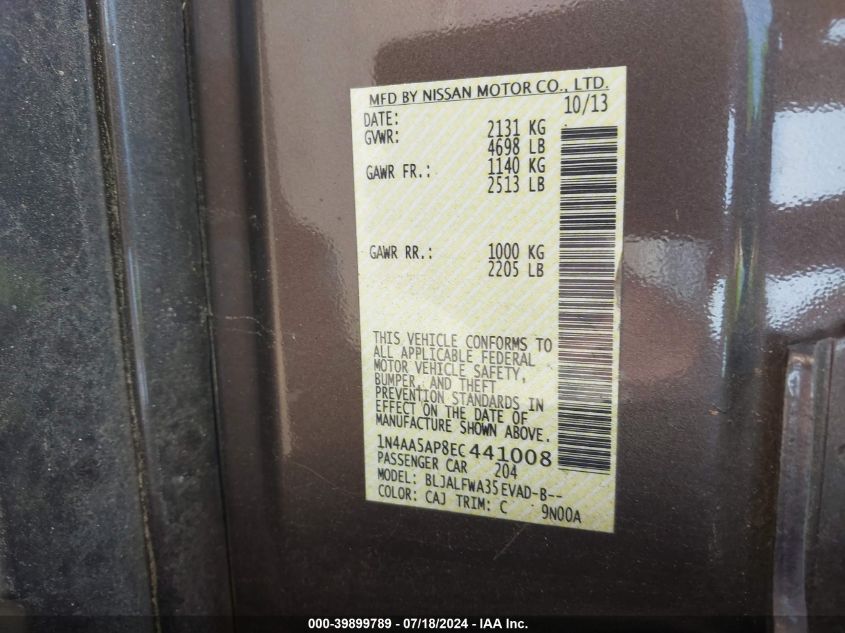 MFD BY NISSAN MOTOR CO., LTD.
DATE: 10/13
GVWR: 2131 KG
4698 LB
GAWR FR.: 1140 KG
2513 LB
GAWR RR.: 1000 KG
2205 LB
THIS VEHICLE CONFORMS TO
ALL APPLICABLE FEDERAL
MOTOR VEHICLE SAFETY,
BUMPER, AND THEFT
PREVENTION STANDARDS IN
EFFECT ON THE DATE OF
MANUFACTURE SHOWN ABOVE.
1N4AA5AP8EC441008
PASSENGER CAR 204
MODEL: BLJALFWA35EVAD-B--
COLOR: CAJ TRIM: C 9N00A
000-39899789 - 07/18/2024 - IAA Inc.